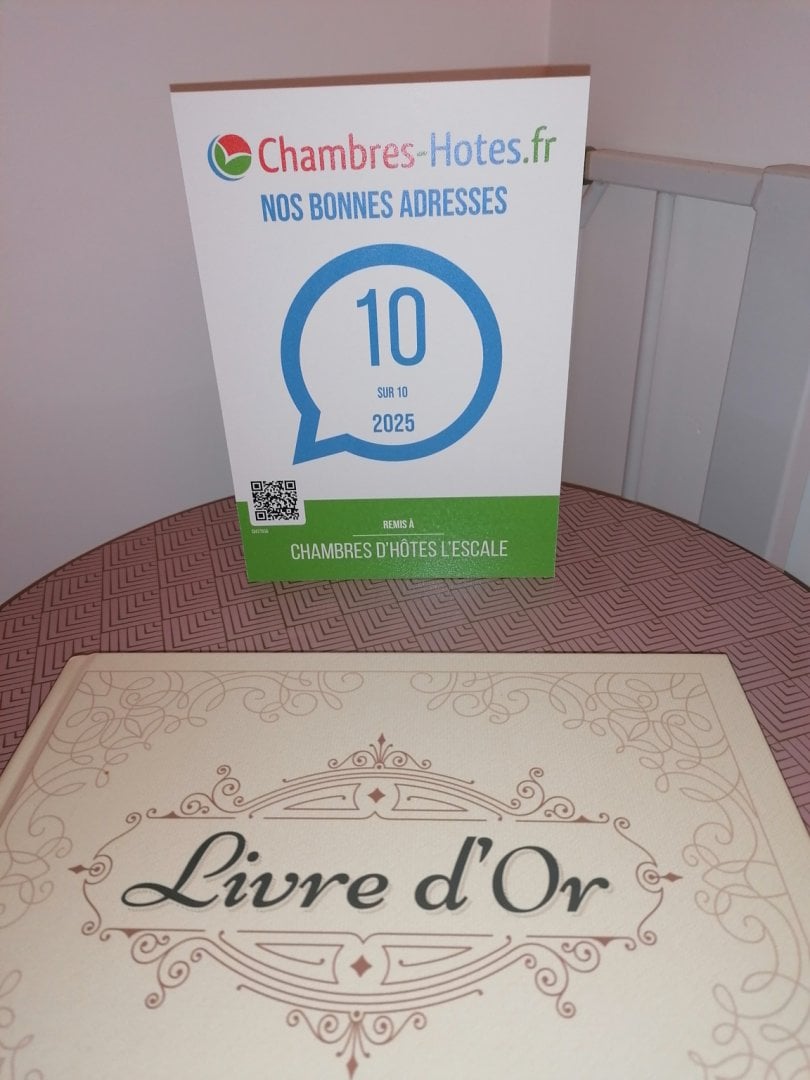 Chambres-Hotes.fr
NOS BONNES ADRESSES
10
SUR 10
2025
REMIS À
CHAMBRES D'HÔTES L'ESCALE
Livre d'Or